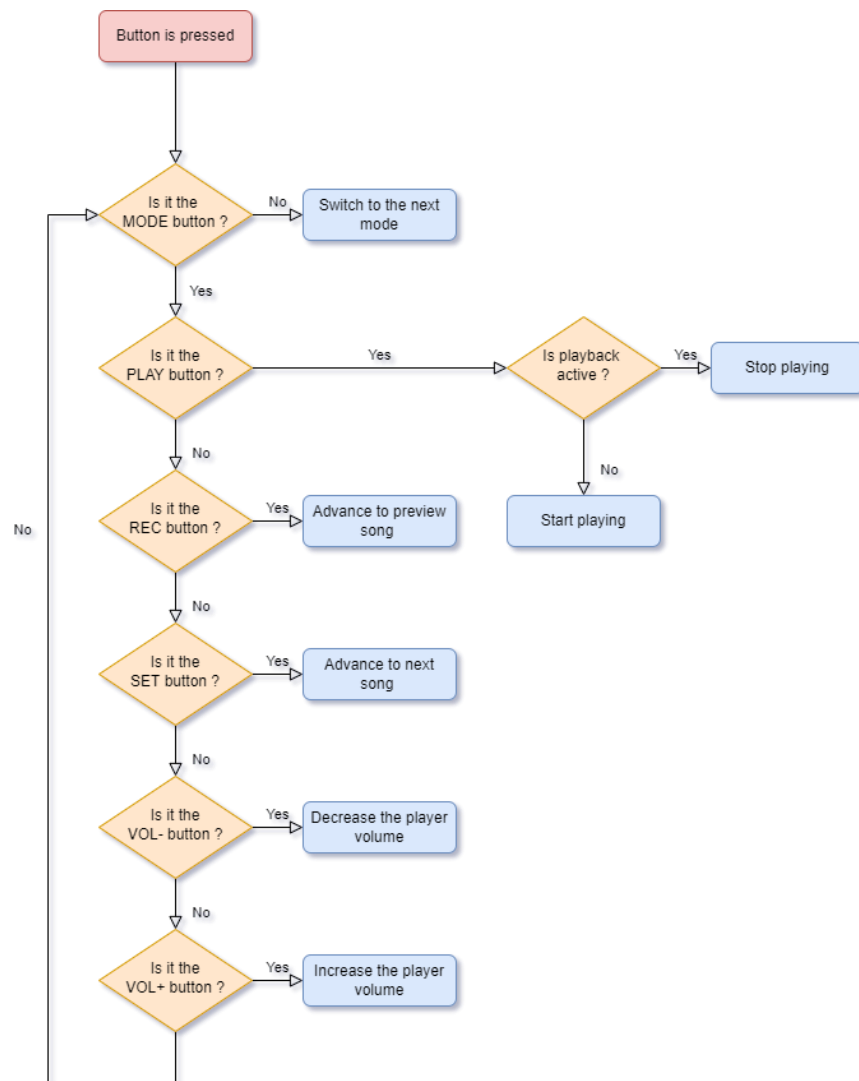 Button is pressed
Is it the
MODE button ?
No
Switch to the next
mode
Yes
Is it the
PLAY button ?
Yes
Is playback
active ?
Yes
Stop playing
No
No
Start playing
Is it the
REC button ?
Yes
Advance to preview
song
No
No
Is it the
SET button ?
Yes
Advance to next
song
No
Is it the
VOL- button ?
Yes
Decrease the player
volume
No
Is it the
VOL+ button ?
Yes
Increase the player
volume